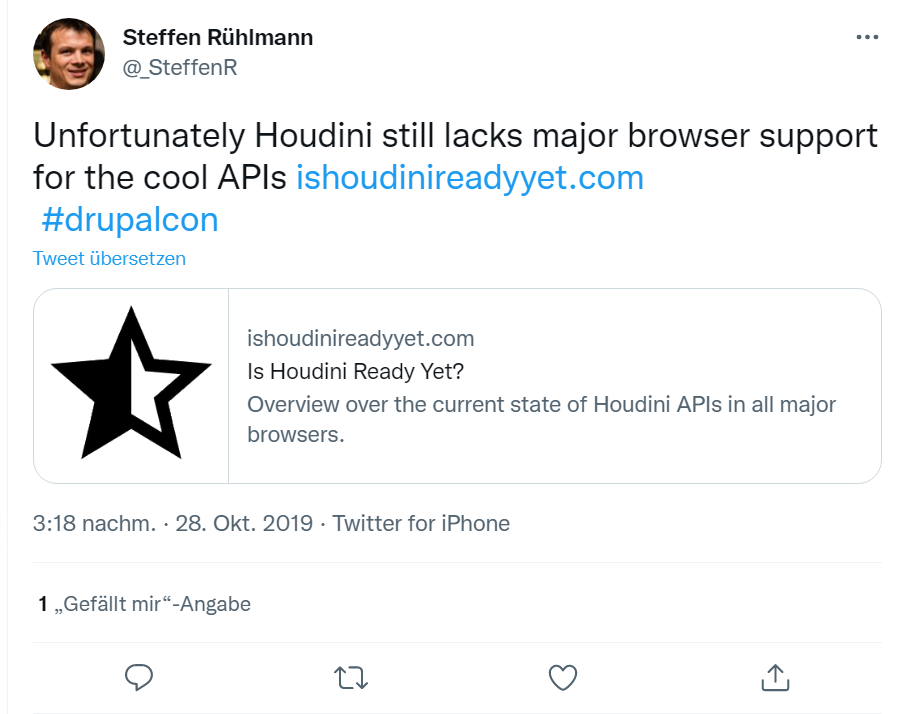 Steffen Rühlmann
@_SteffenR
Unfortunately Houdini still lacks major browser support
for the cool APIs ishoudinireadyyet.com
#drupalcon
Tweet übersetzen
ishoudinireadyyet.com
Is Houdini Ready Yet?
Overview over the current state of Houdini APIs in all major
browsers.
3:18 nachm. · 28. Okt. 2019 · Twitter for iPhone
1 „Gefällt mir“-Angabe